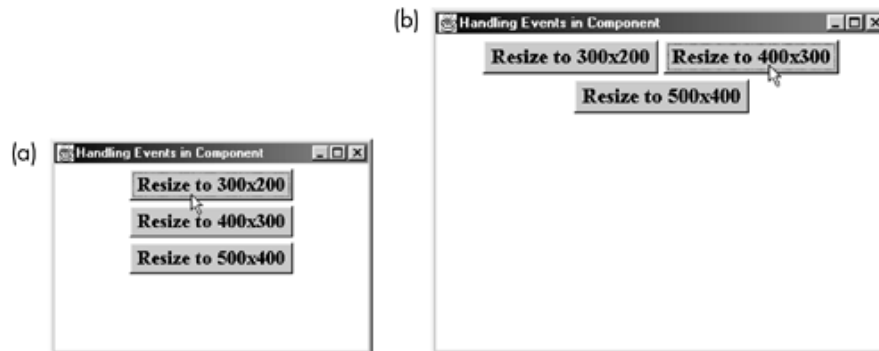 (a)
Handling Events in Component
Resize to 300x200
Resize to 400x300
Resize to 500x400
(b)
Handling Events in Component
Resize to 300x200 Resize to 400x300
Resize to 500x400